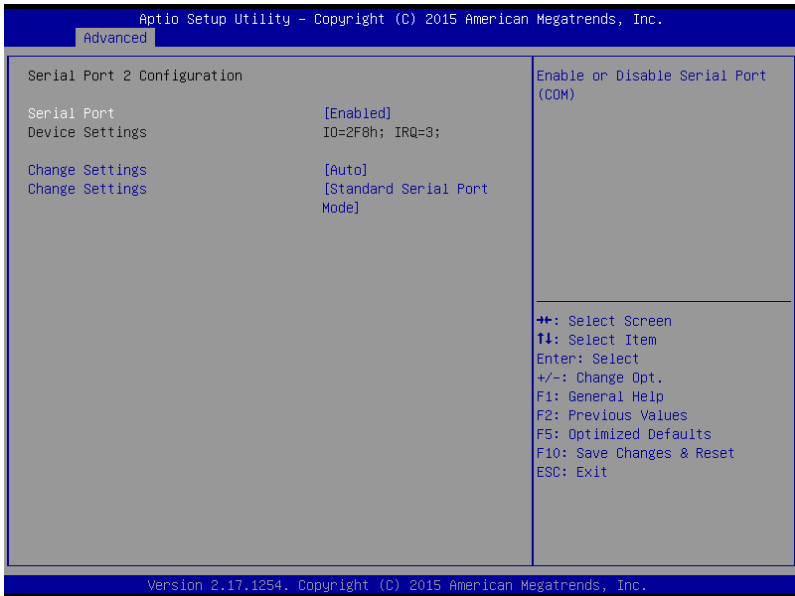 Aptio Setup Utility – Copyright (C) 2015 American Megatrends, Inc.
Advanced
Serial Port 2 Configuration
Serial Port [Enabled]
Device Settings IO=2F8h; IRQ=3;
Change Settings [Auto]
Change Settings [Standard Serial Port
Mode]
Enable or Disable Serial Port
(COM)
→←: Select Screen
↑↓: Select Item
Enter: Select
+/-: Change Opt.
F1: General Help
F2: Previous Values
F5: Optimized Defaults
F10: Save Changes & Reset
ESC: Exit
Version 2.17.1254. Copyright (C) 2015 American Megatrends, Inc.